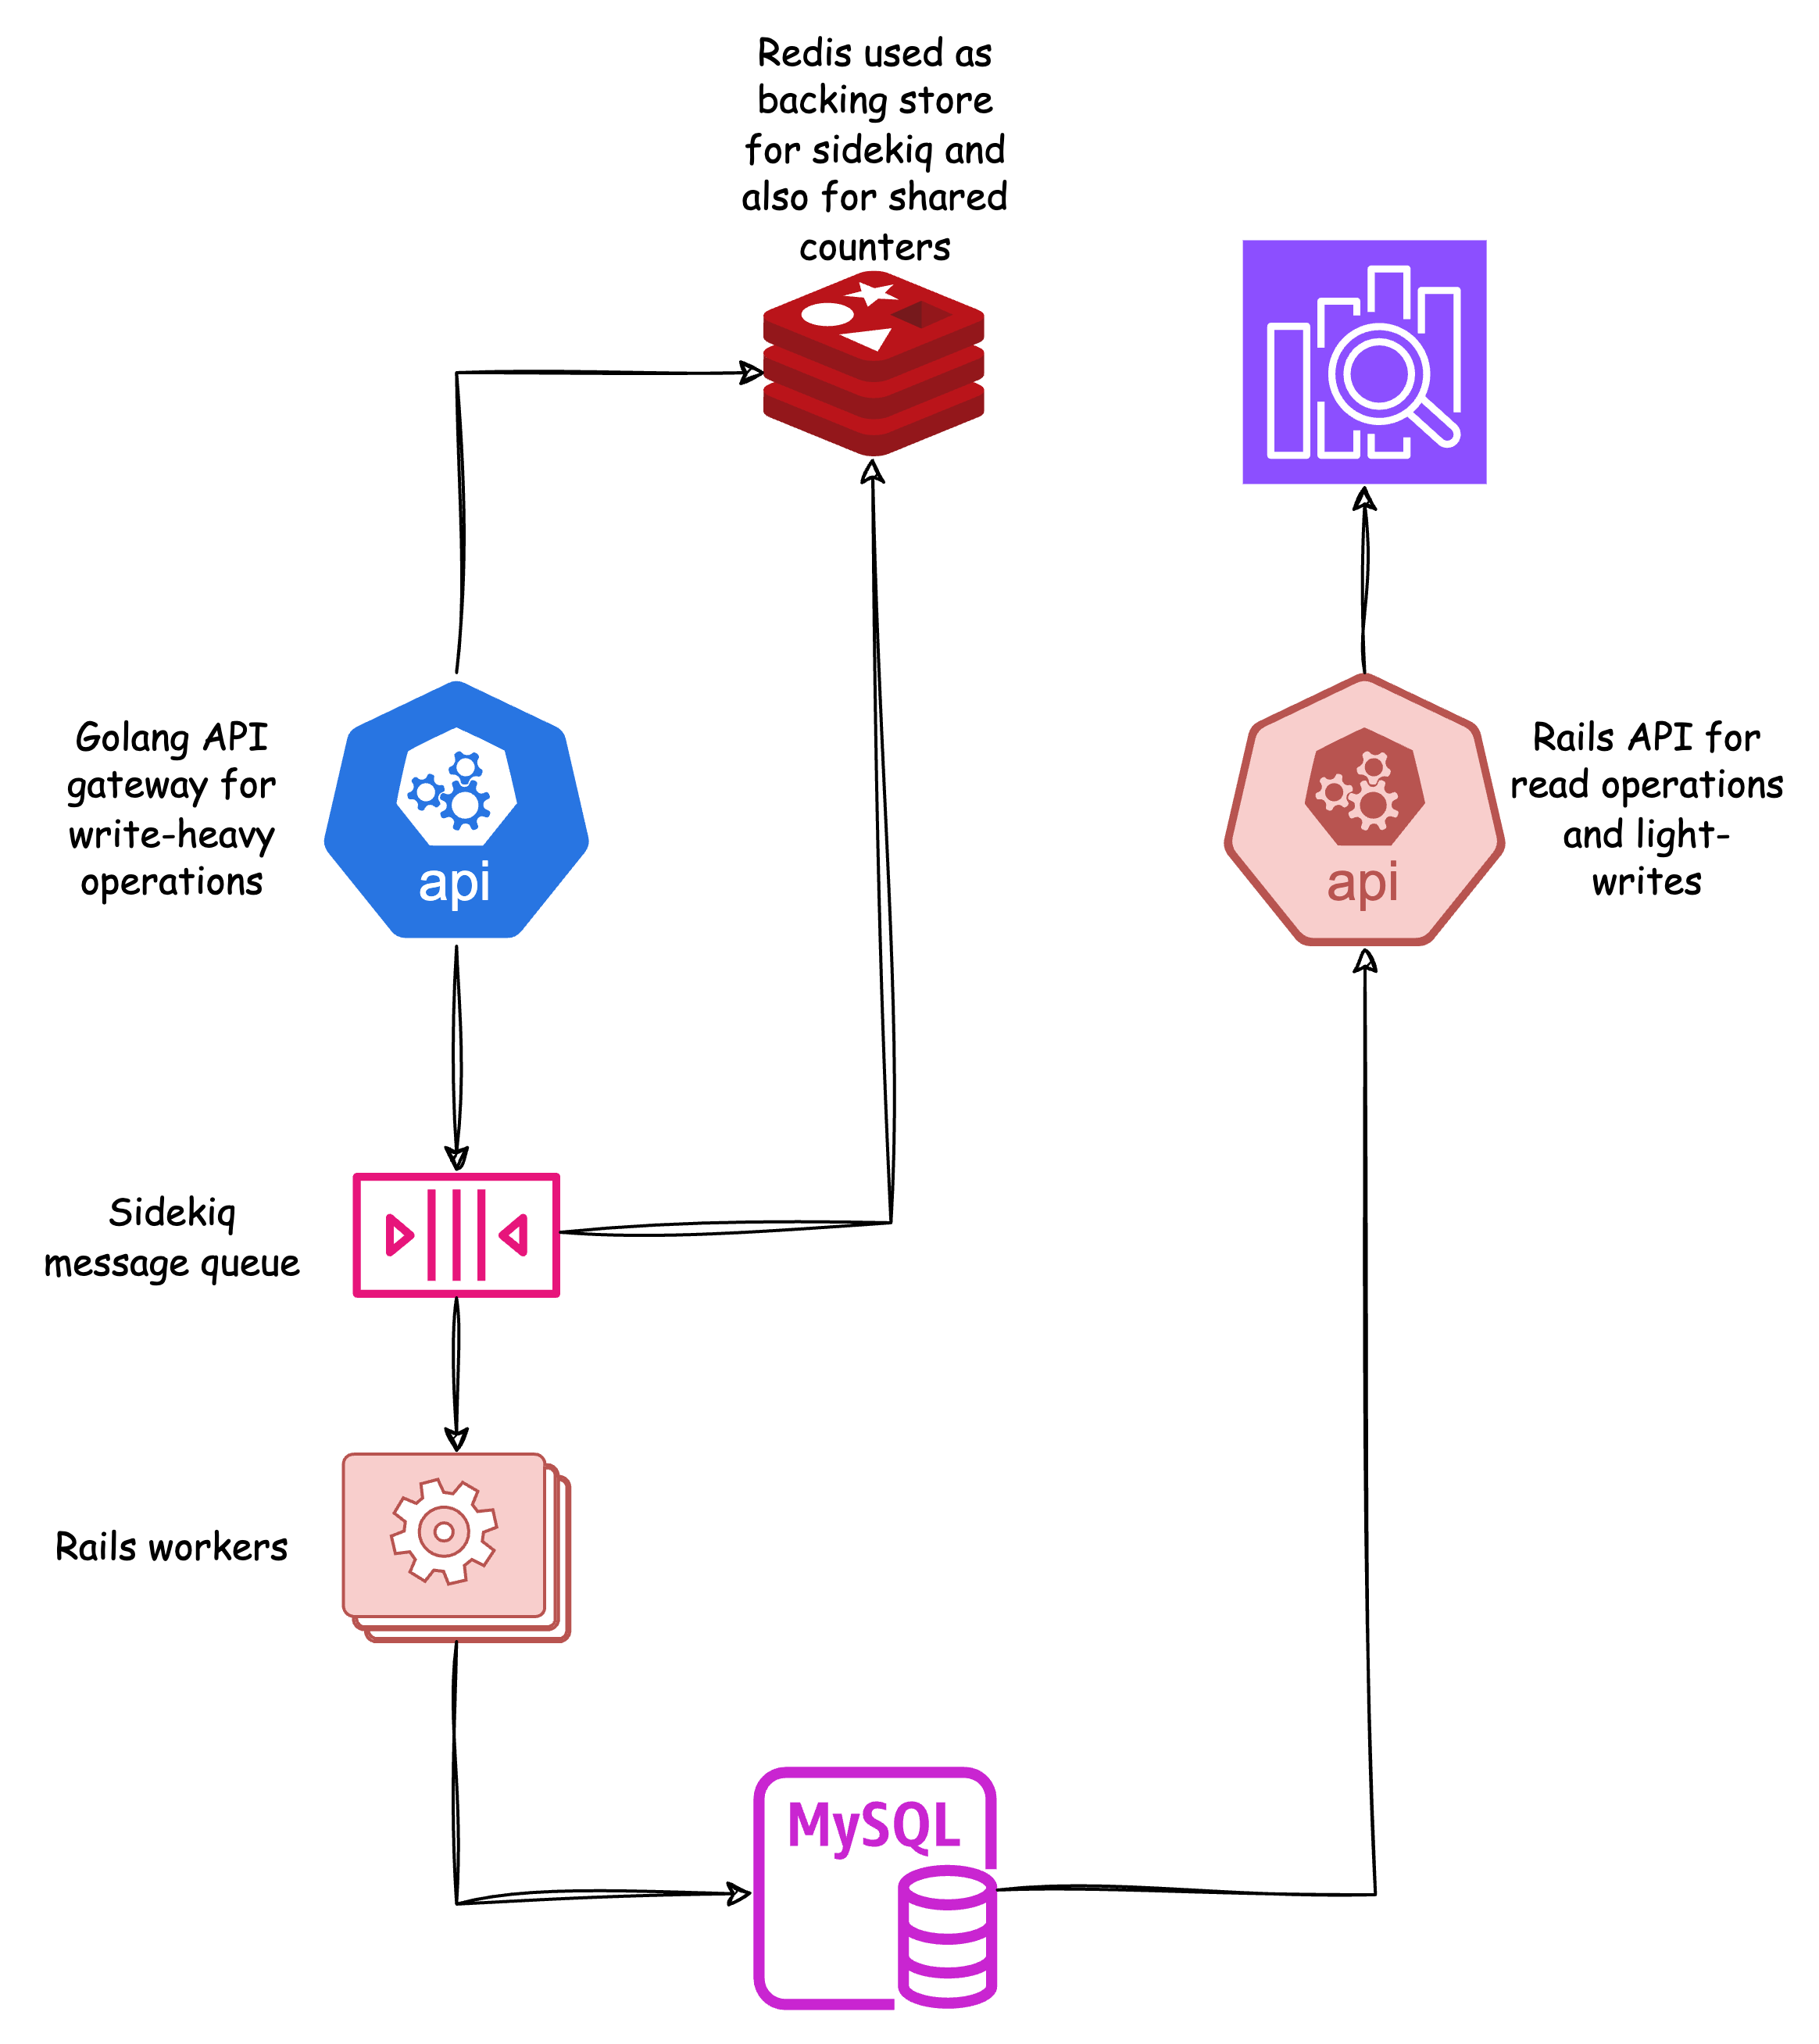 Redis used as
backing store
for sidekiq and
also for shared
counters
Golang API
gateway for
write-heavy
operations
api
api
Rails API for
read operations
and light-
writes
Sidekiq
message queue
Rails workers
MySQL